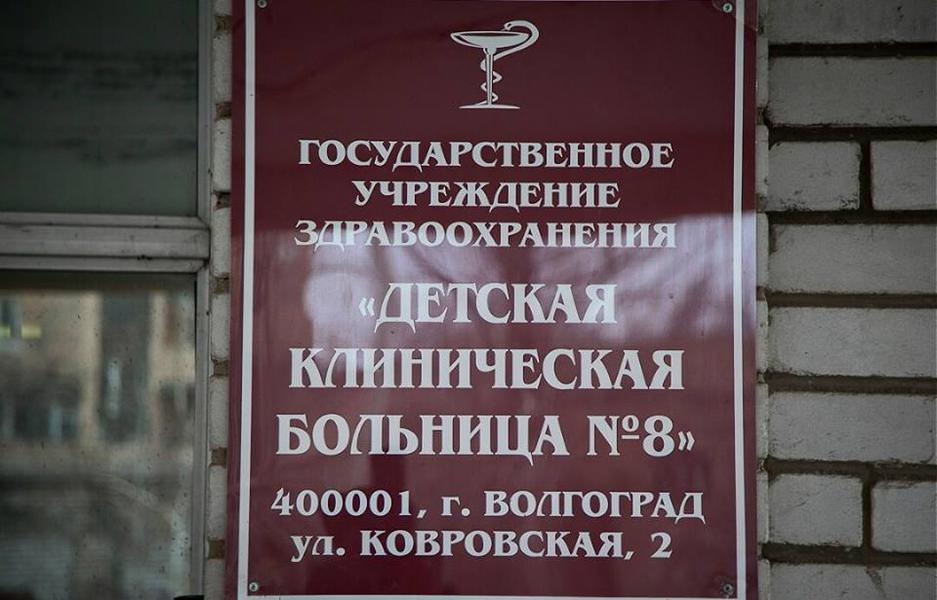 ГОСУДАРСТВЕННОЕ
УЧРЕЖДЕНИЕ
ЗДРАВООХРАНЕНИЯ
«ДЕТСКАЯ
КЛИНИЧЕСКАЯ
БОЛЬНИЦА №8»
400001, г. ВОЛГОГРАД
ул. КОВРОВСКАЯ, 2